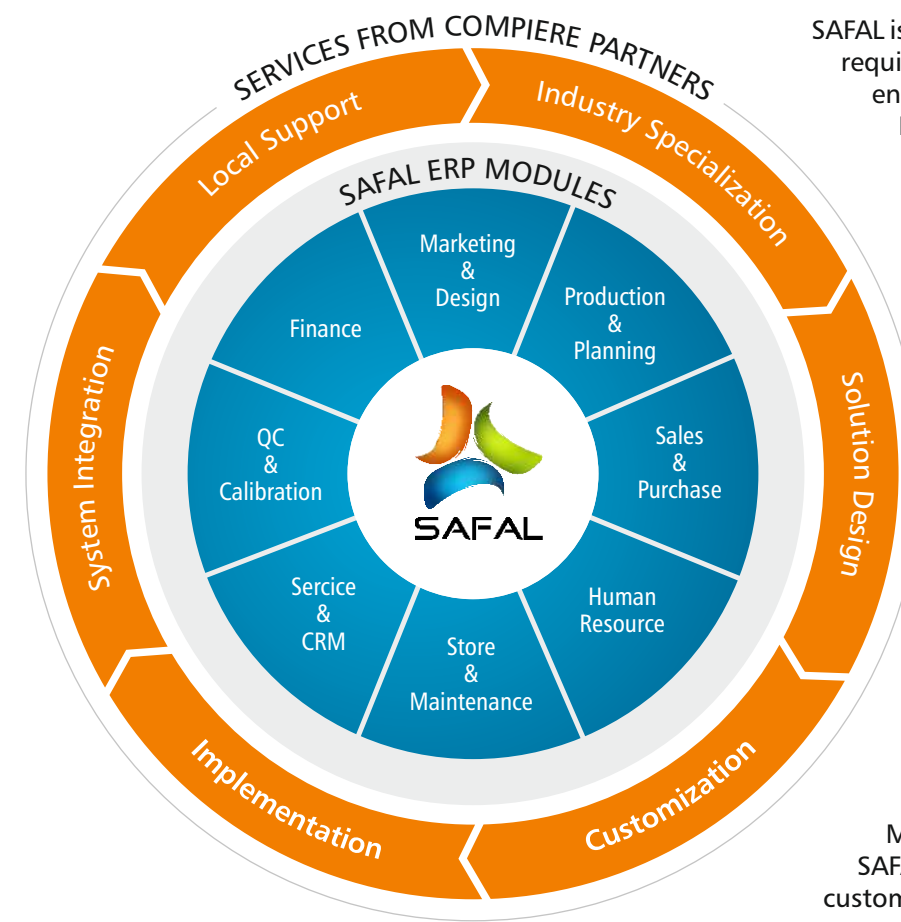 SERVICES FROM COMPIERE PARTNERS
Local Support
Industry Specialization
Solution Design
Customization
Implementation
System Integration
SAFAL ERP MODULES
Marketing
&
Design
Production
&
Planning
Sales
&
Purchase
Human
Resource
Store
&
Maintenance
Sercice
&
CRM
QC
&
Calibration
Finance
SAFAL
SAFAL is
requi
en
M
SAFA
custom